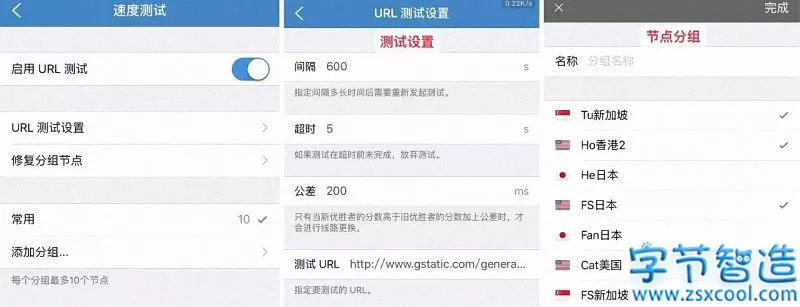 速度测试
启用 URL 测试
URL 测试设置
修复分组节点
常用 10
添加分组...
每个分组最多10个节点
0.22K/s
URL 测试设置
测试设置
间隔 600 s
指定间隔多长时间后需要重新发起测试。
超时 5 s
如果测试在超时前未完成，放弃测试。
公差 200 ms
只有当新优胜者的分数高于旧优胜者的分数加上公差时，才
会进行线路更换。
测试 URL http://www.gstatic.com/genera...
指定要测试的 URL。
完成
节点分组
名称 分组名称
Tu新加坡
Ho香港2
He日本
FS日本
Fan日本
Cat美国
FS新加坡
字节智造
www.zsxcool.com